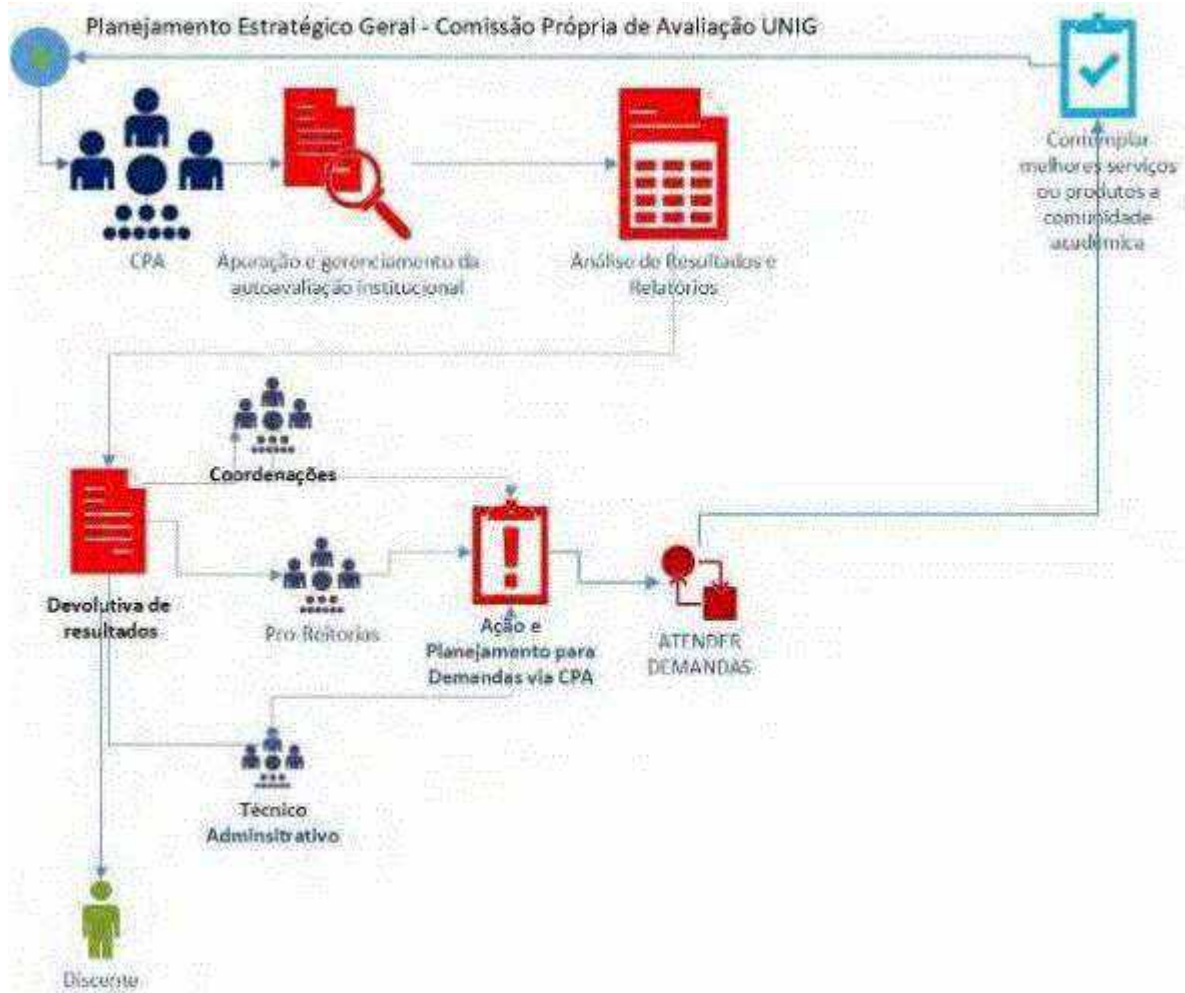 Planejamento Estratégico Geral - Comissão Própria de Avaliação UNIG
Contemplar
melhores serviços
ou produtos a
comunidade
acadêmica
CPA
Apuração e gerenciamento da
autoavaliação institucional
Análise de Resultados e
Relatórios
Coordenações
Devolutiva de
resultados
Pro-Reitorias
Ação e
Planejamento para
Demandas via CPA
ATENDER
DEMANDAS
Técnico
Adminsitrativo
Discente